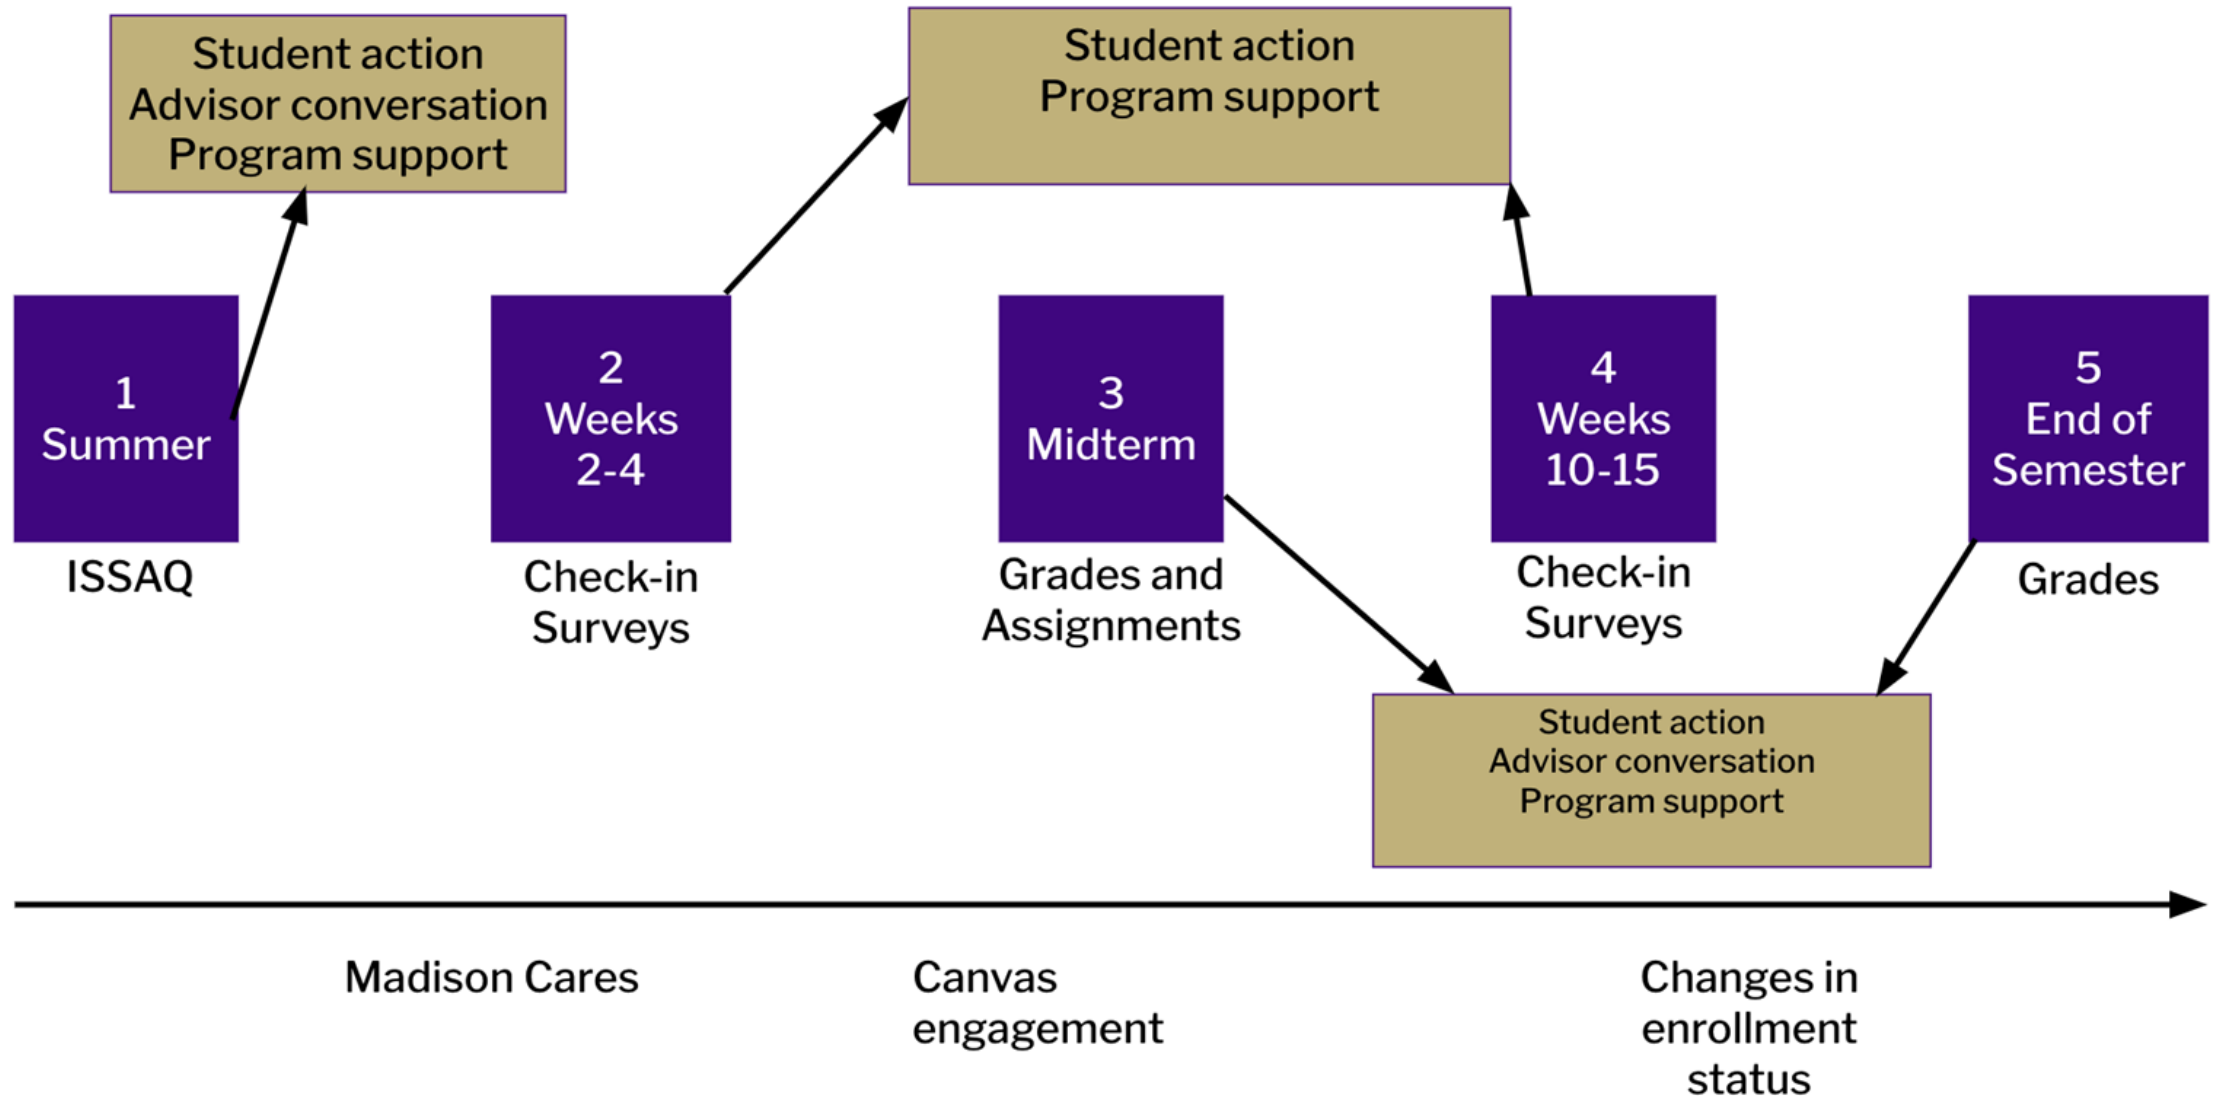 Student action
Advisor conversation
Program support
Student action
Program support
1
Summer
2
Weeks
2-4
3
Midterm
4
Weeks
10-15
5
End of
Semester
ISSAQ
Check-in
Surveys
Grades and
Assignments
Check-in
Surveys
Grades
Student action
Advisor conversation
Program support
Madison Cares
Canvas
engagement
Changes in
enrollment
status